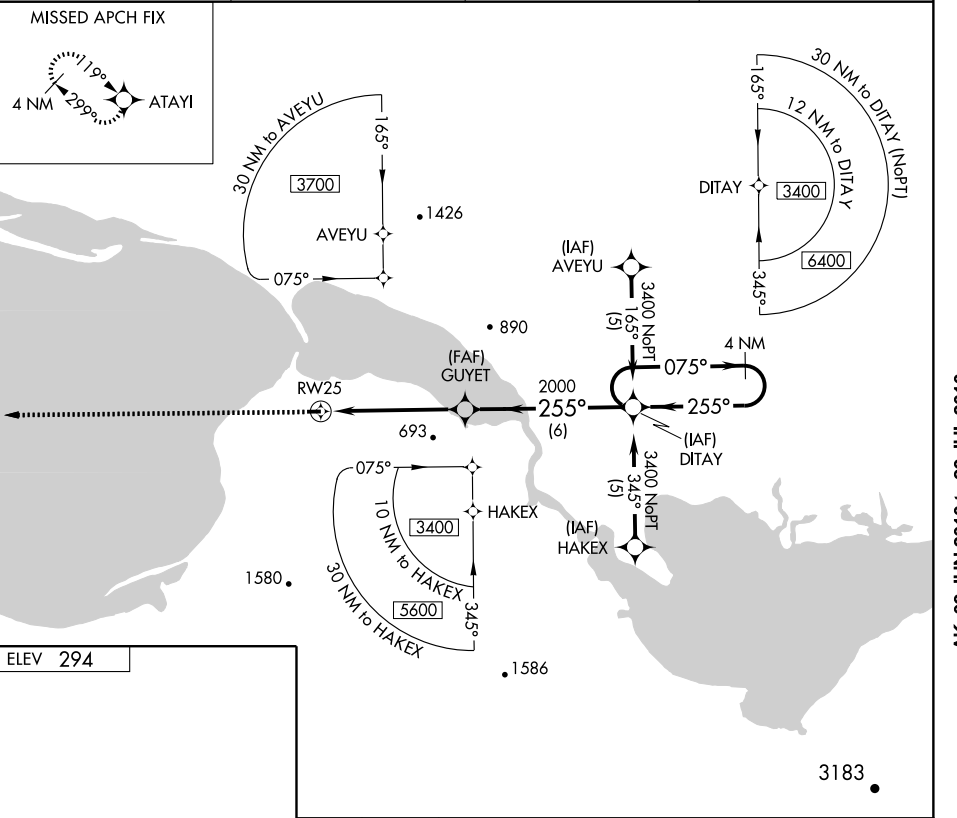 MISSED APCH FIX
119°
4 NM
299°
ATAYI
30 NM to AVEYU
165°
3700
AVEYU
1426
075°
30 NM to DITAY (NoPT)
165°
12 NM to DITAY
DITAY
3400
6400
345°
(IAF)
AVEYU
3400 NoPT
165°
(5)
890
4 NM
075°
(FAF)
GUYET
2000
255°
(6)
255°
RW25
693
(IAF)
DITAY
3400 NoPT
345°
(5)
075°
HAKEX
3400
10 NM to HAKEX
(IAF)
HAKEX
1580
5600
30 NM to HAKEX
345°
ELEV 294
1586
3183